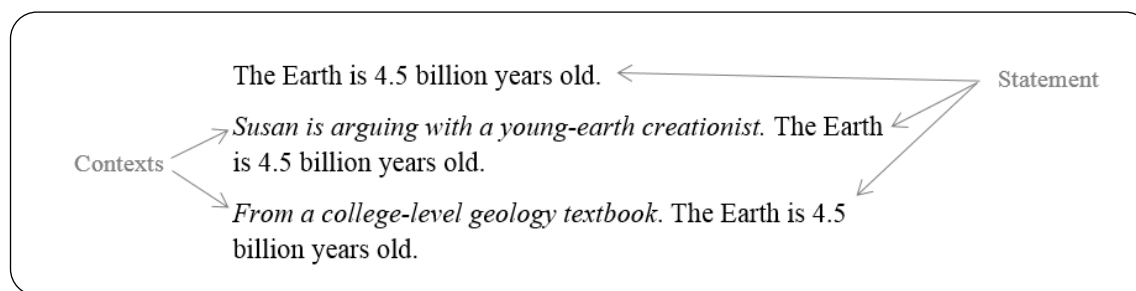 The Earth is 4.5 billion years old.
Statement
Susan is arguing with a young-earth creationist. The Earth
is 4.5 billion years old.
Contexts
From a college-level geology textbook. The Earth is 4.5
billion years old.